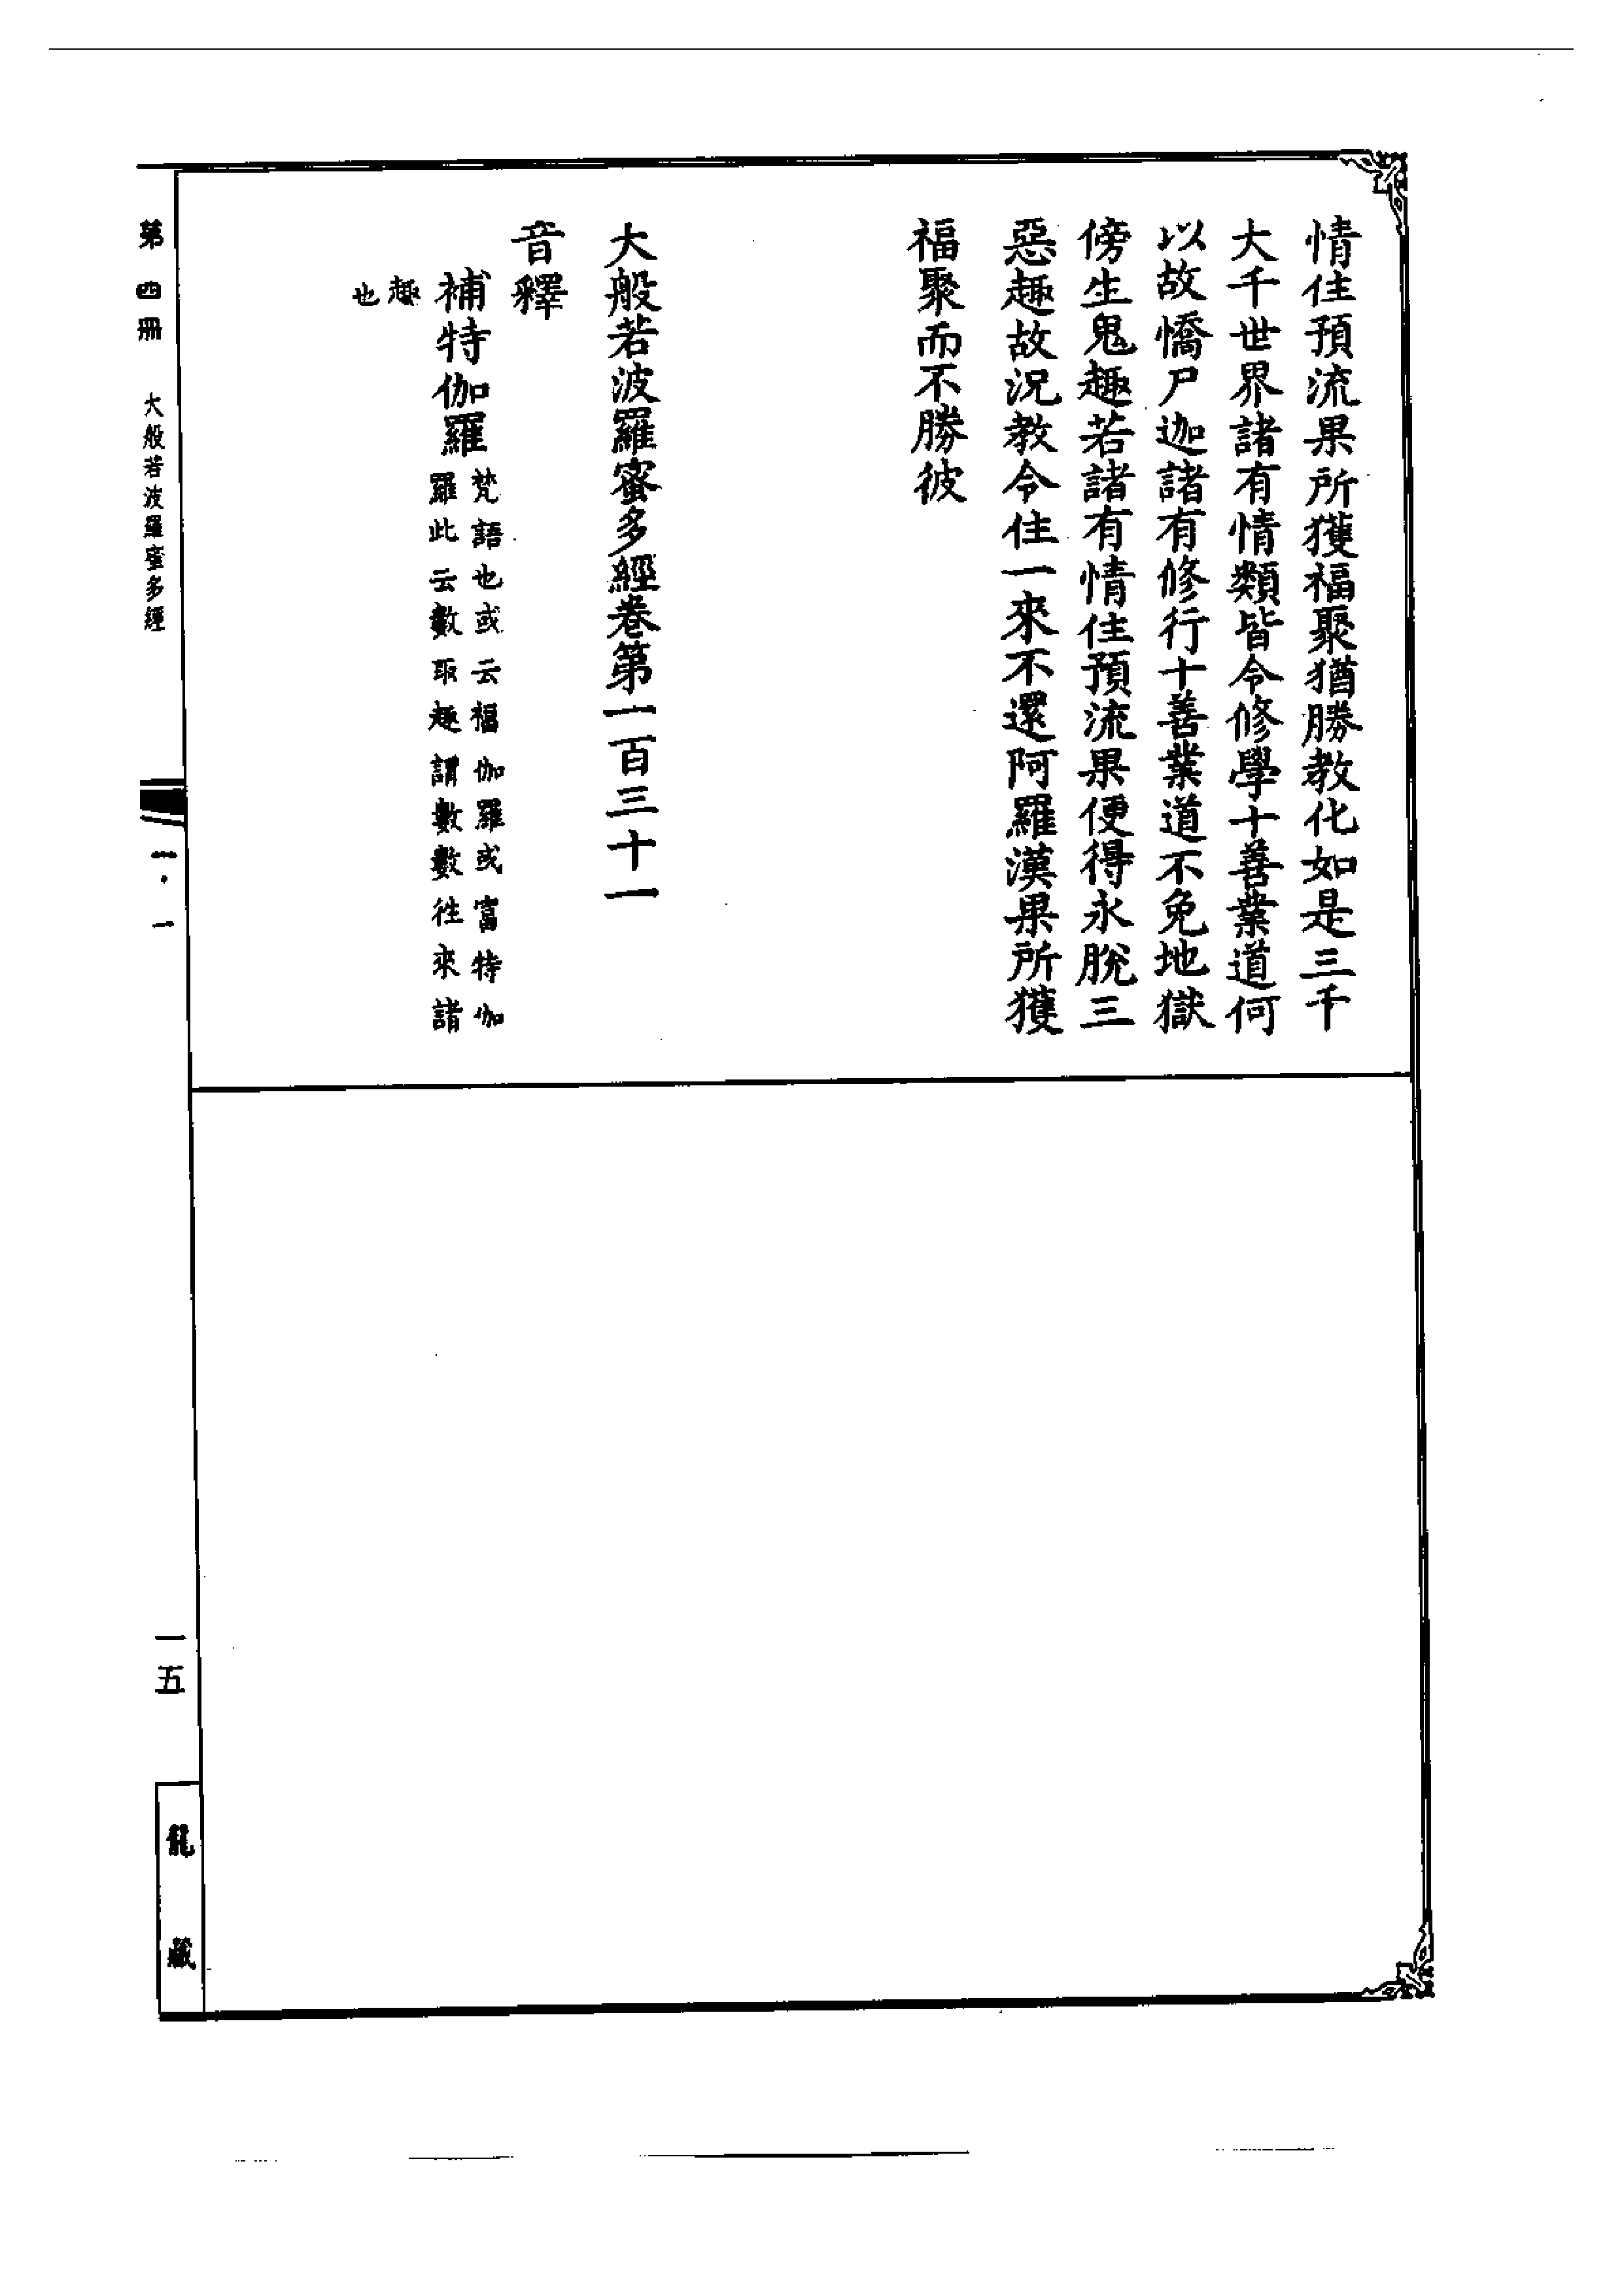 情住預流果所獲福聚猶勝教化如是三千
大千世界諸有情類皆令修學十善業道何
以故憍尸迦諸有修行十善業道不免地獄
傍生鬼趣若諸有情住預流果便得永脫三
惡趣故況教令住一來不還阿羅漢果所獲
福聚而不勝彼
大般若波羅蜜多經卷第一百三十一
音釋
補特伽羅
梵語也或云福伽羅或富特伽
羅此云數取趣謂數數徃來諸
趣
也
第四冊 大般若波羅蜜多經
一·一
一五
龍藏